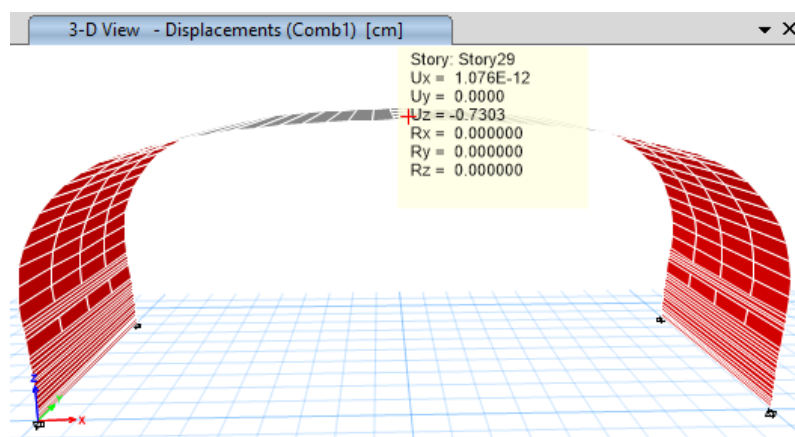 3-D View - Displacements (Comb1) [cm]
Story: Story29
Ux = 1.076E-12
Uy = 0.0000
Uz = -0.7303
Rx = 0.000000
Ry = 0.000000
Rz = 0.000000
Z
Y
X